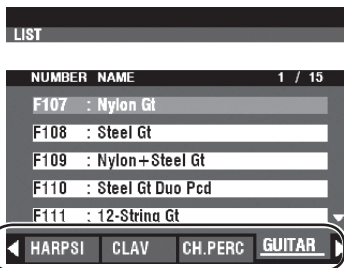 LIST
NUMBER NAME 1 / 15
F107 : Nylon Gt
F108 : Steel Gt
F109 : Nylon+Steel Gt
F110 : Steel Gt Duo Pcd
F111 : 12-String Gt
HARPSI CLAV CH.PERC GUITAR